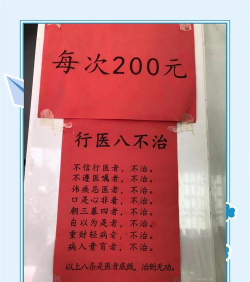 每次200元
行医八不治
不信行医者，不治。
不遵医嘱者，不治。
讳疾忌医者，不治。
口是心非者，不治。
朝三暮四者，不治。
自以为是者，不治。
重财轻病者，不治。
病入膏肓者，不治。
以上八条是医者底线，治则无功。